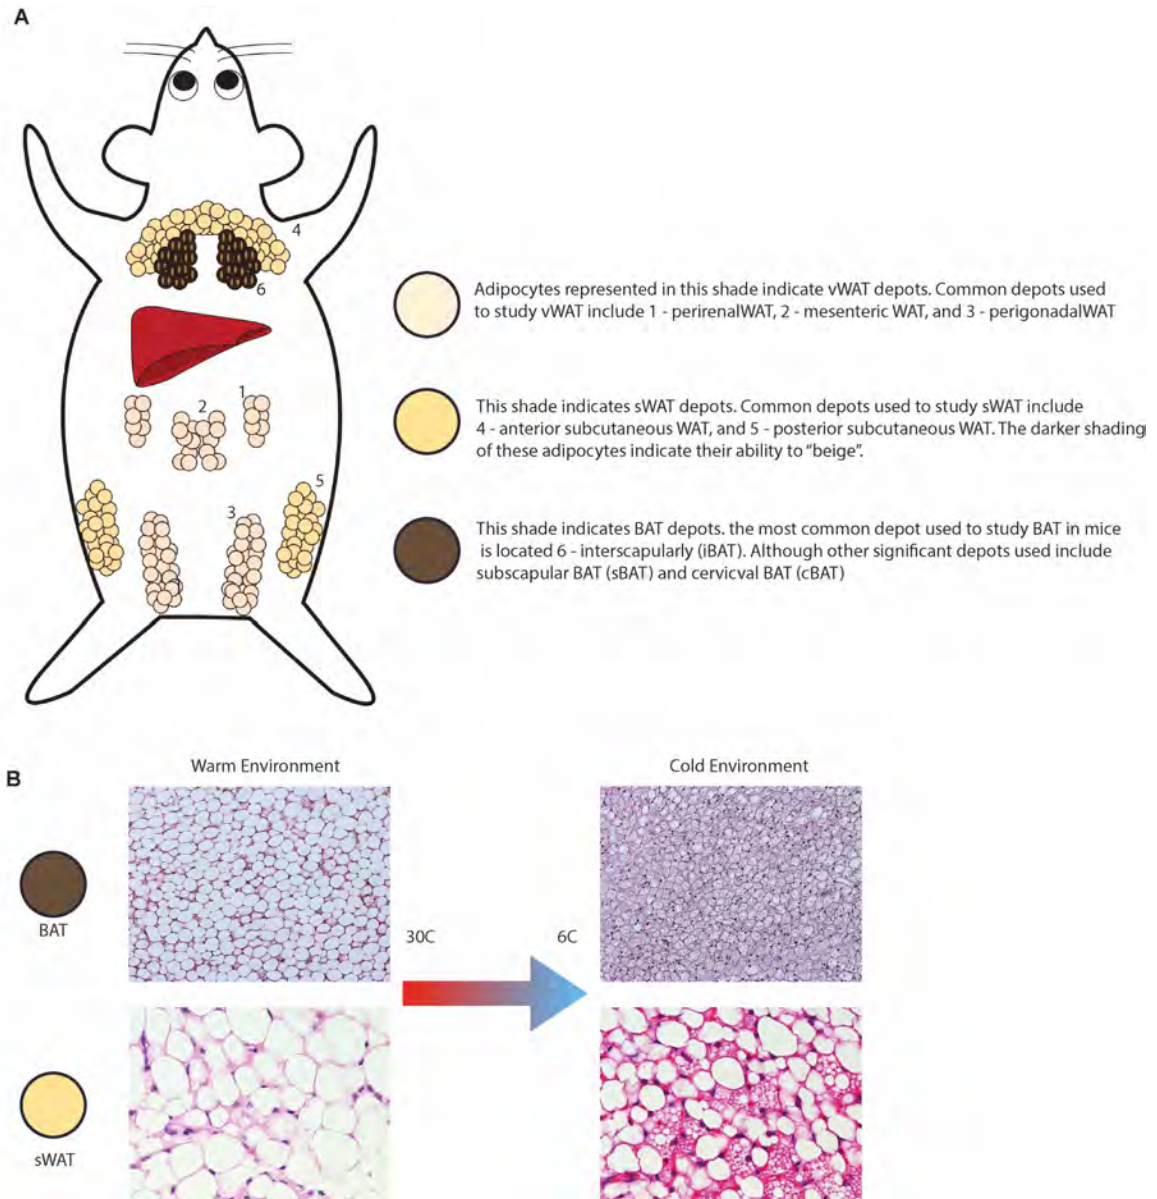 A
4
6
Adipocytes represented in this shade indicate vWAT depots. Common depots used
to study vWAT include 1 - perirenalWAT, 2 - mesenteric WAT, and 3 - perigonadalWAT
1
2
This shade indicates sWAT depots. Common depots used to study sWAT include
4 - anterior subcutaneous WAT, and 5 - posterior subcutaneous WAT. The darker shading
of these adipocytes indicate their ability to “beige”.
5
3
This shade indicates BAT depots. the most common depot used to study BAT in mice
is located 6 - interscapularly (iBAT). Although other significant depots used include
subscapular BAT (sBAT) and cervicval BAT (cBAT)
B
Warm Environment
Cold Environment
BAT
30C
6C
sWAT